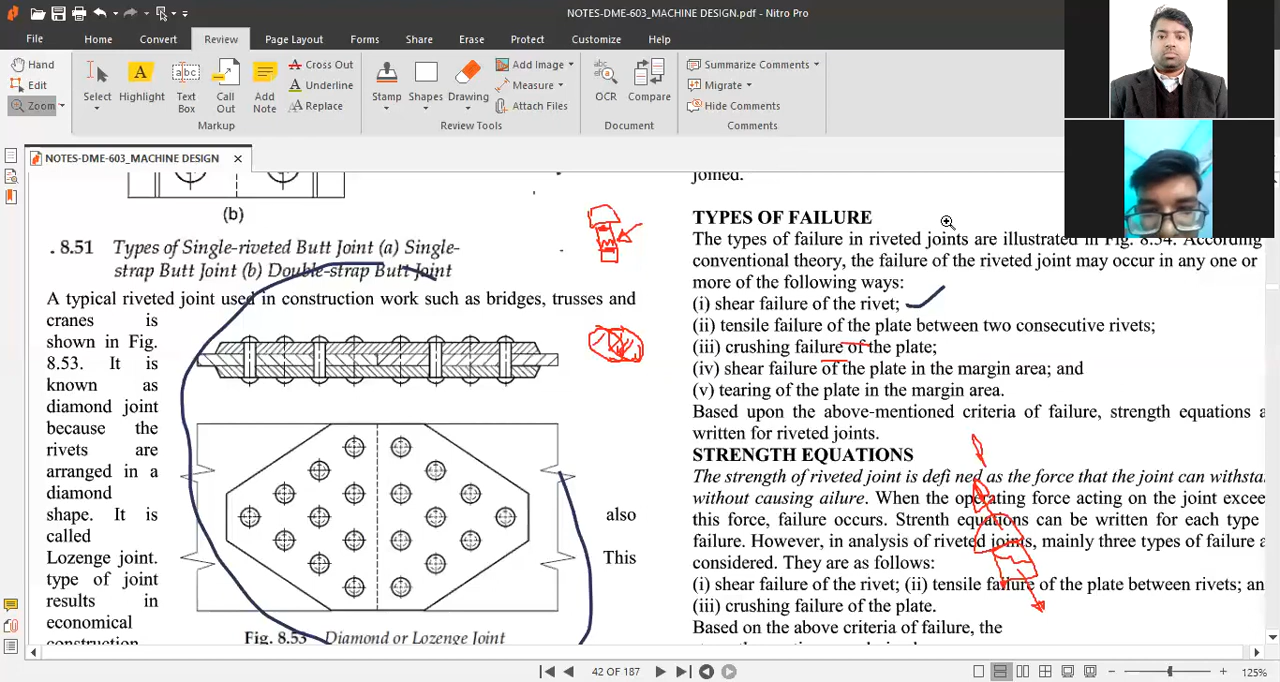 NOTES-DME-603_MACHINE DESIGN.pdf - Nitro Pro
File Home Convert Review Page Layout Forms Share Erase Protect Customize Help
Hand
Edit
Zoom
Select
Highlight
Text Box
Call Out
Add Note
Cross Out
Underline
Replace
Markup
Stamp
Shapes
Drawing
Add Image
Measure
Attach Files
Review Tools
OCR
Compare
Document
Summarize Comments
Migrate
Hide Comments
Comments
NOTES-DME-603_MACHINE DESIGN
(b)
. 8.51 Types of Single-riveted Butt Joint (a) Single-
strap Butt Joint (b) Double-strap Butt Joint
A typical riveted joint used in construction work such as bridges, trusses and
cranes is
shown in Fig.
8.53. It is
known as
diamond joint
because the
rivets are
arranged in a
diamond
shape. It is also
called
Lozenge joint. This
type of joint
results in
economical
construction
Fig. 8.53 Diamond or Lozenge Joint
joined.
TYPES OF FAILURE
The types of failure in riveted joints are illustrated in Fig. 8.54. According
conventional theory, the failure of the riveted joint may occur in any one or
more of the following ways:
(i) shear failure of the rivet;
(ii) tensile failure of the plate between two consecutive rivets;
(iii) crushing failure of the plate;
(iv) shear failure of the plate in the margin area; and
(v) tearing of the plate in the margin area.
Based upon the above-mentioned criteria of failure, strength equations a
written for riveted joints.
STRENGTH EQUATIONS
The strength of riveted joint is defi ned as the force that the joint can withsta
without causing ailure. When the operating force acting on the joint excee
this force, failure occurs. Strenth equations can be written for each type
failure. However, in analysis of riveted joints, mainly three types of failure a
considered. They are as follows:
(i) shear failure of the rivet; (ii) tensile failure of the plate between rivets; an
(iii) crushing failure of the plate.
Based on the above criteria of failure, the
42 OF 187
125%